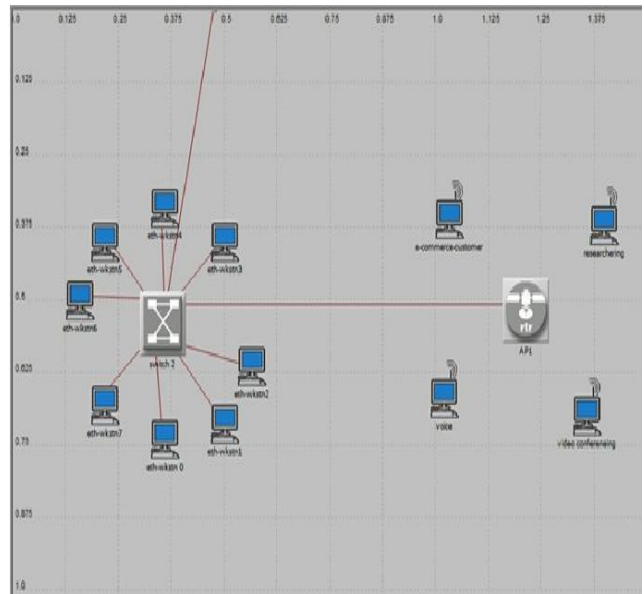 0.125 0.25 0.375 0.5 0.625 0.75 0.875 1.0 1.125 1.25 1.375
0.125
0.25
0.375
eth-wkstn4
e-commerce-customer
researchering
eth-wkstn5
eth-wkstn3
0.5
eth-wkstn6
rtr
AP1
switch 2
0.625
eth-wkstn2
eth-wkstn7
voice
eth-wkstn 0
eth-wkstn1
video conferensing
0.75
0.875
1.0